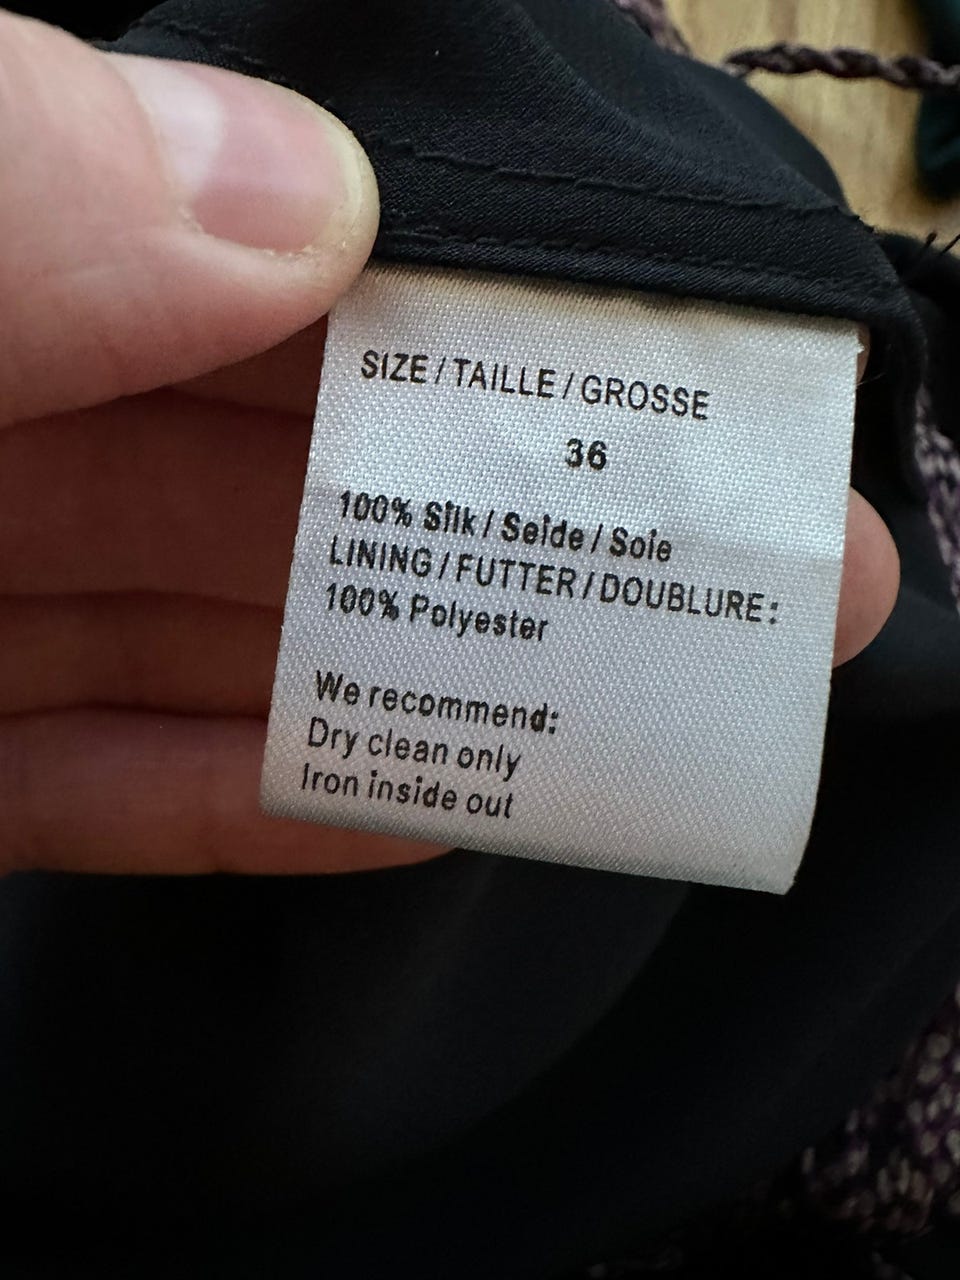 SIZE / TAILLE / GROSSE
36
100% Silk / Seide / Soie
LINING / FUTTER / DOUBLURE:
100% Polyester
We recommend:
Dry clean only
Iron inside out